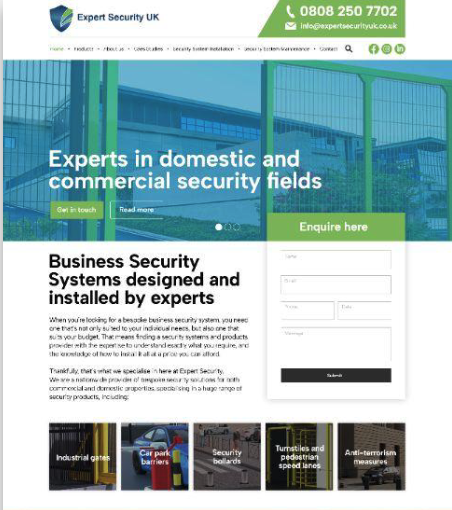 Expert Security UK
0808 250 7702
info@expertsecurityuk.co.uk
Home Products About us Case Studies Security System Installation Security System Maintenance Contact
Experts in domestic and
commercial security fields
Get in touch Read more
Enquire here
Name
Email
Message
Submit
Business Security
Systems designed and
installed by experts
When you're looking for a bespoke business security system, you need
one that's not only suited to your individual needs, but also one that
suits your budget. That means finding a security systems and products
provider with the expertise to understand exactly what you require, and
the knowledge of how to install it all at a price you can afford.
Thankfully, that's what we specialise in here at Expert Security.
We are a nationwide provider of bespoke security solutions for both
commercial and domestic properties, specialising in a huge range of
security products, including:
Industrial gates
Car park
barriers
Security
bollards
Turnstiles and
pedestrian
speed lanes
Anti-terrorism
measures